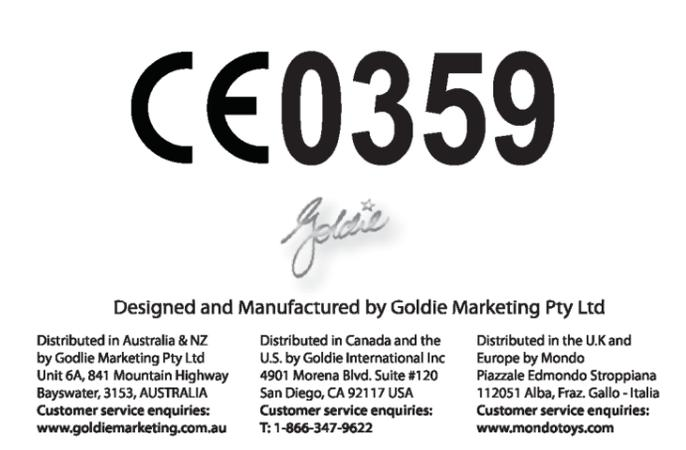 CE0359
Goldie
Designed and Manufactured by Goldie Marketing Pty Ltd
Distributed in Australia & NZ
by Godlie Marketing Pty Ltd
Unit 6A, 841 Mountain Highway
Bayswater, 3153, AUSTRALIA
Customer service enquiries:
www.goldiemarketing.com.au
Distributed in Canada and the
U.S. by Goldie International Inc
4901 Morena Blvd. Suite #120
San Diego, CA 92117 USA
Customer service enquiries:
T: 1-866-347-9622
Distributed in the U.K and
Europe by Mondo
Piazzale Edmondo Stroppiana
112051 Alba, Fraz. Gallo - Italia
Customer service enquiries:
www.mondotoys.com